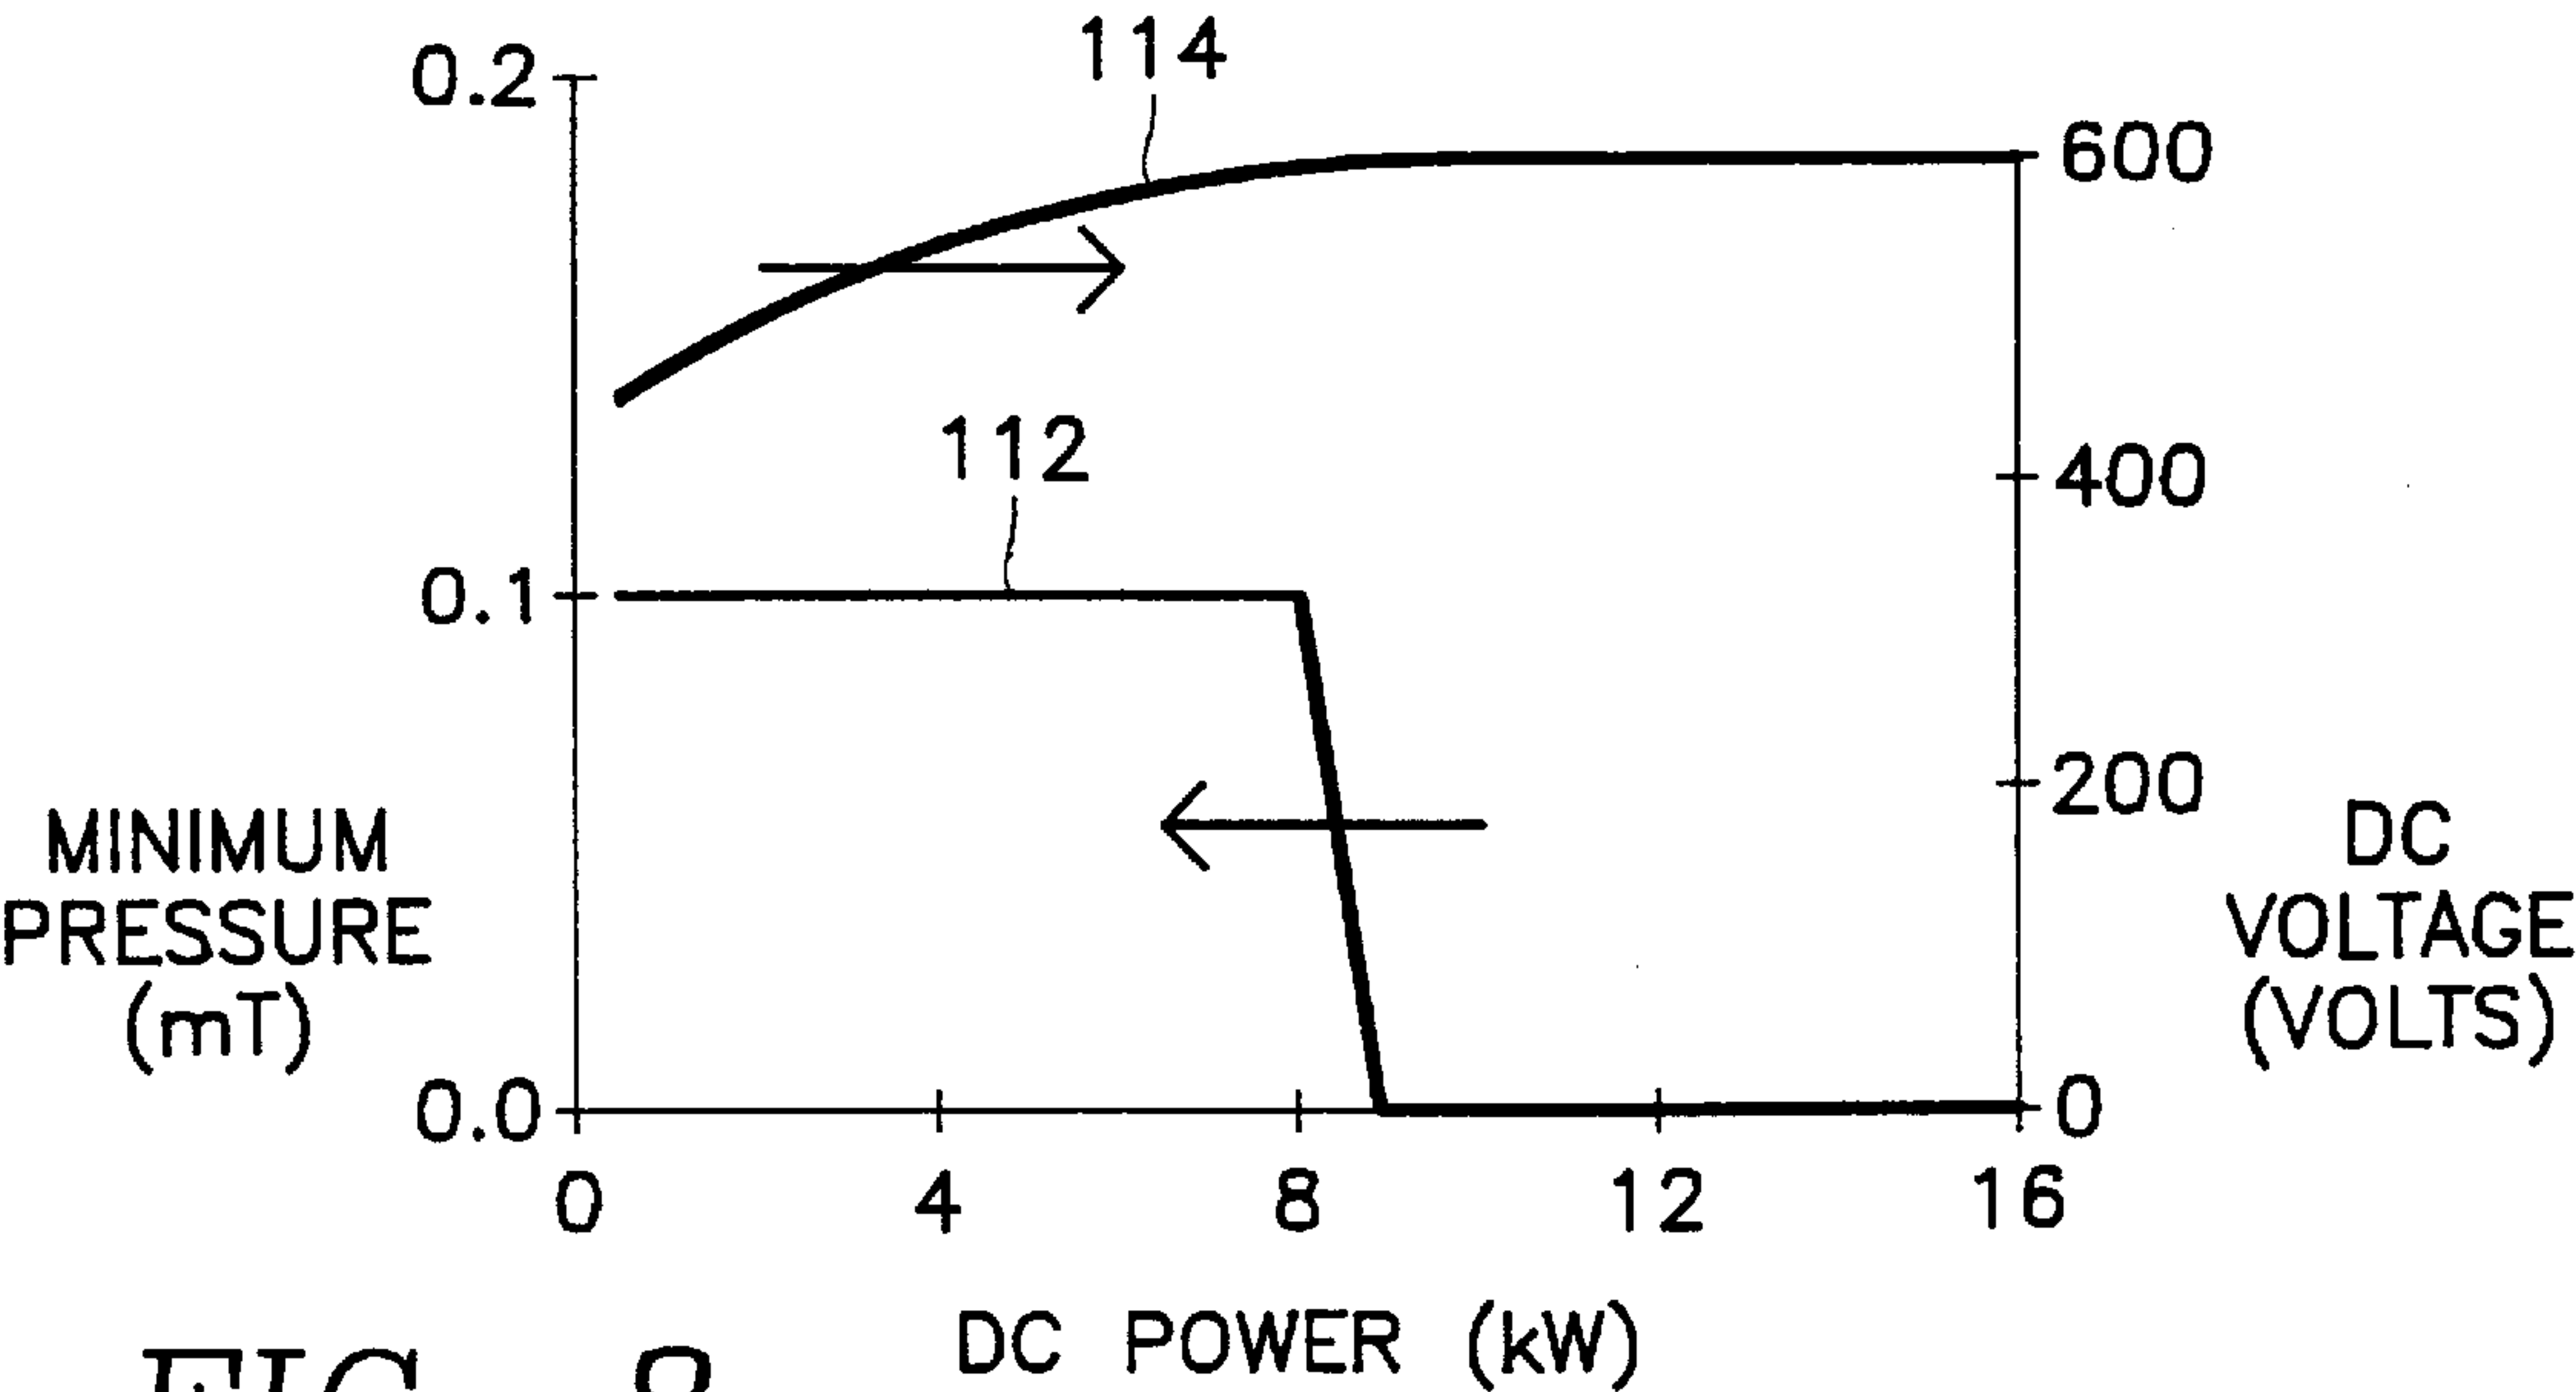 114
0.2
600
112
400
0.1
200
MINIMUM
PRESSURE
(mT)
DC
VOLTAGE
(VOLTS)
0.0
0
0
4
8
12
16
DC POWER (kW)
FIG.